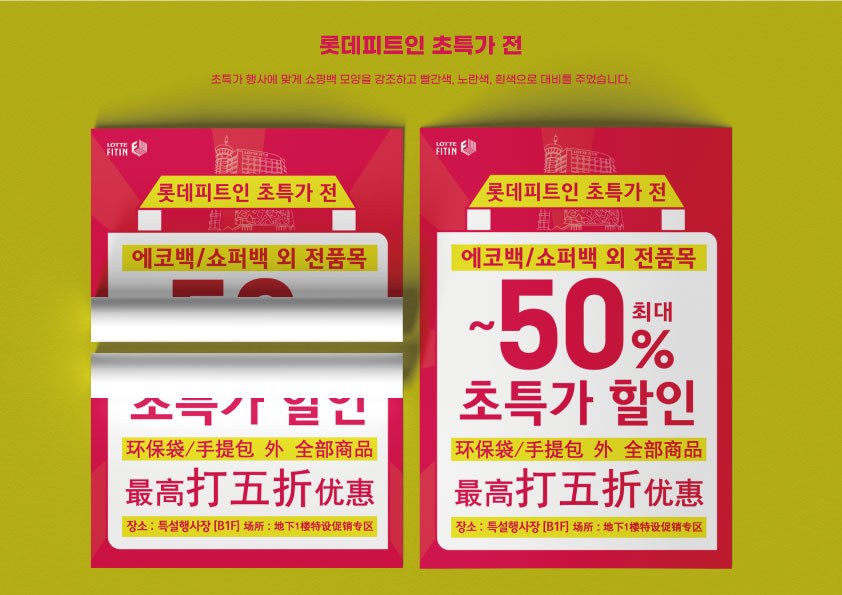 롯데피트인 초특가 전
초특가 행사에 맞게 쇼핑백 모양을 강조하고 빨간색, 노란색, 흰색으로 대비를 주었습니다.
LOTTE
FITIN
롯데피트인 초특가 전
에코백/쇼퍼백 외 전품목
50
초특가 할인
环保袋/手提包 外 全部商品
最高打五折优惠
장소 : 특설행사장 [B1F] 场所 : 地下1楼特设促销专区
LOTTE
FITIN
롯데피트인 초특가 전
에코백/쇼퍼백 외 전품목
~50 최대
%
초특가 할인
环保袋/手提包 外 全部商品
最高打五折优惠
장소 : 특설행사장 [B1F] 场所 : 地下1楼特设促销专区